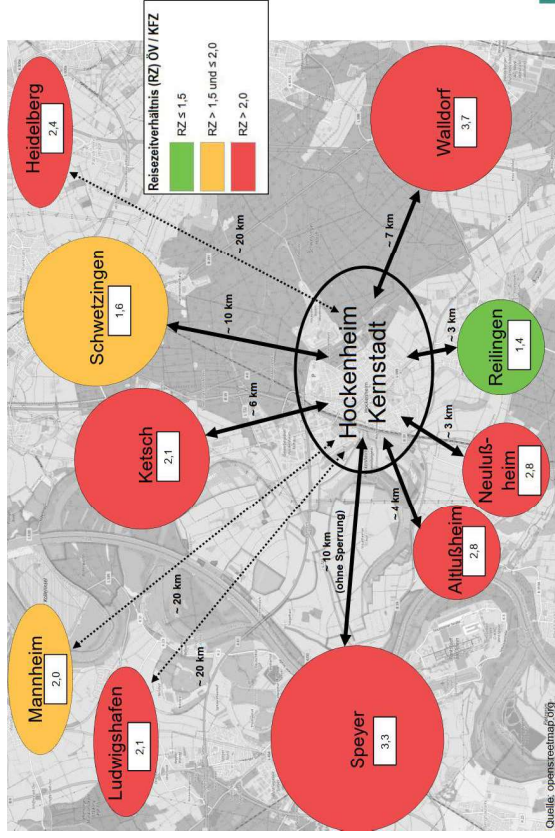 Heidelberg
2,4
Reisezeitverhältnis (RZ) ÖV / KFZ
RZ ≤ 1,5
RZ > 1,5 und ≤ 2,0
RZ > 2,0
Mannheim
2,0
Ludwigshafen
2,1
Ketsch
2,1
Schwetzingen
1,6
~ 20 km
~ 20 km
~ 6 km
~ 10 km
~ 20 km
Hockenheim
Kernstadt
~ 10 km
(ohne Sperrung)
~ 4 km
~ 3 km
~ 3 km
~ 7 km
Speyer
3,3
Altlußheim
2,8
Neuluß-
heim
2,8
Reilingen
1,4
Walldorf
3,7
Quelle: openstreetmap.org